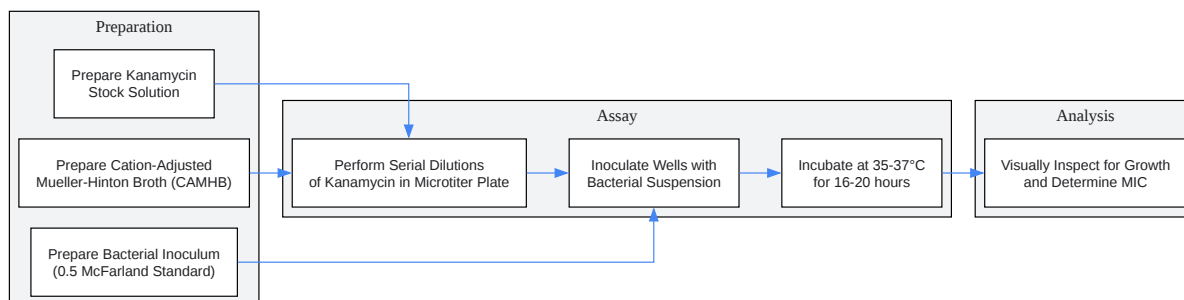 Preparation
Prepare Kanamycin
Stock Solution
Prepare Cation-Adjusted
Mueller-Hinton Broth (CAMHB)
Prepare Bacterial Inoculum
(0.5 McFarland Standard)
Assay
Perform Serial Dilutions
of Kanamycin in Microtiter Plate
Inoculate Wells with
Bacterial Suspension
Incubate at 35-37°C
for 16-20 hours
Analysis
Visually Inspect for Growth
and Determine MIC